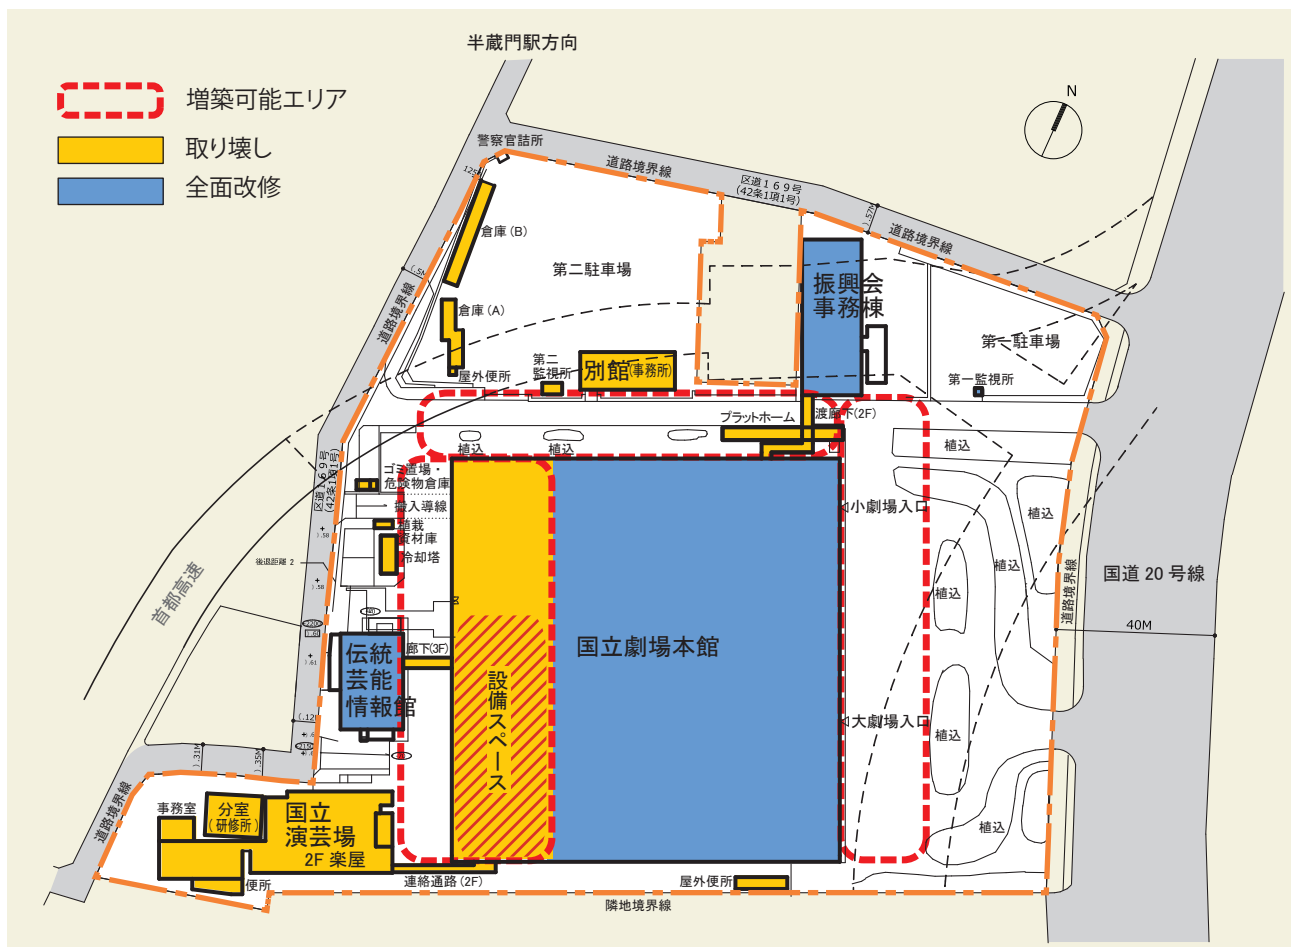 半蔵門駅方向
増築可能エリア
取り壊し
全面改修
N
警察官詰所
道路境界線
区道169号
(42条1項1号)
道路境界線
倉庫(B)
第二駐車場
振興会
事務棟
倉庫(A)
道路境界線
第一駐車場
第二
監視所
別館(事務所)
屋外便所
第一監視所
プラットホーム
渡廊下(2F)
植込
植込
植込
ゴミ置場・
危険物倉庫
区道169号
(42条1項1号)
搬入導線
小劇場入口
植込
植栽
資材庫
冷却塔
後退距離 2
植込
首都高速
国道20号線
植込
道路境界線
40M
国立劇場本館
廊下(3F)
伝統
芸能
情報館
設備スペース
大劇場入口
植込
道路境界線
事務室
分室
(研修所)
国立
演芸場
2F 楽屋
植込
便所
連絡通路(2F)
屋外便所
隣地境界線